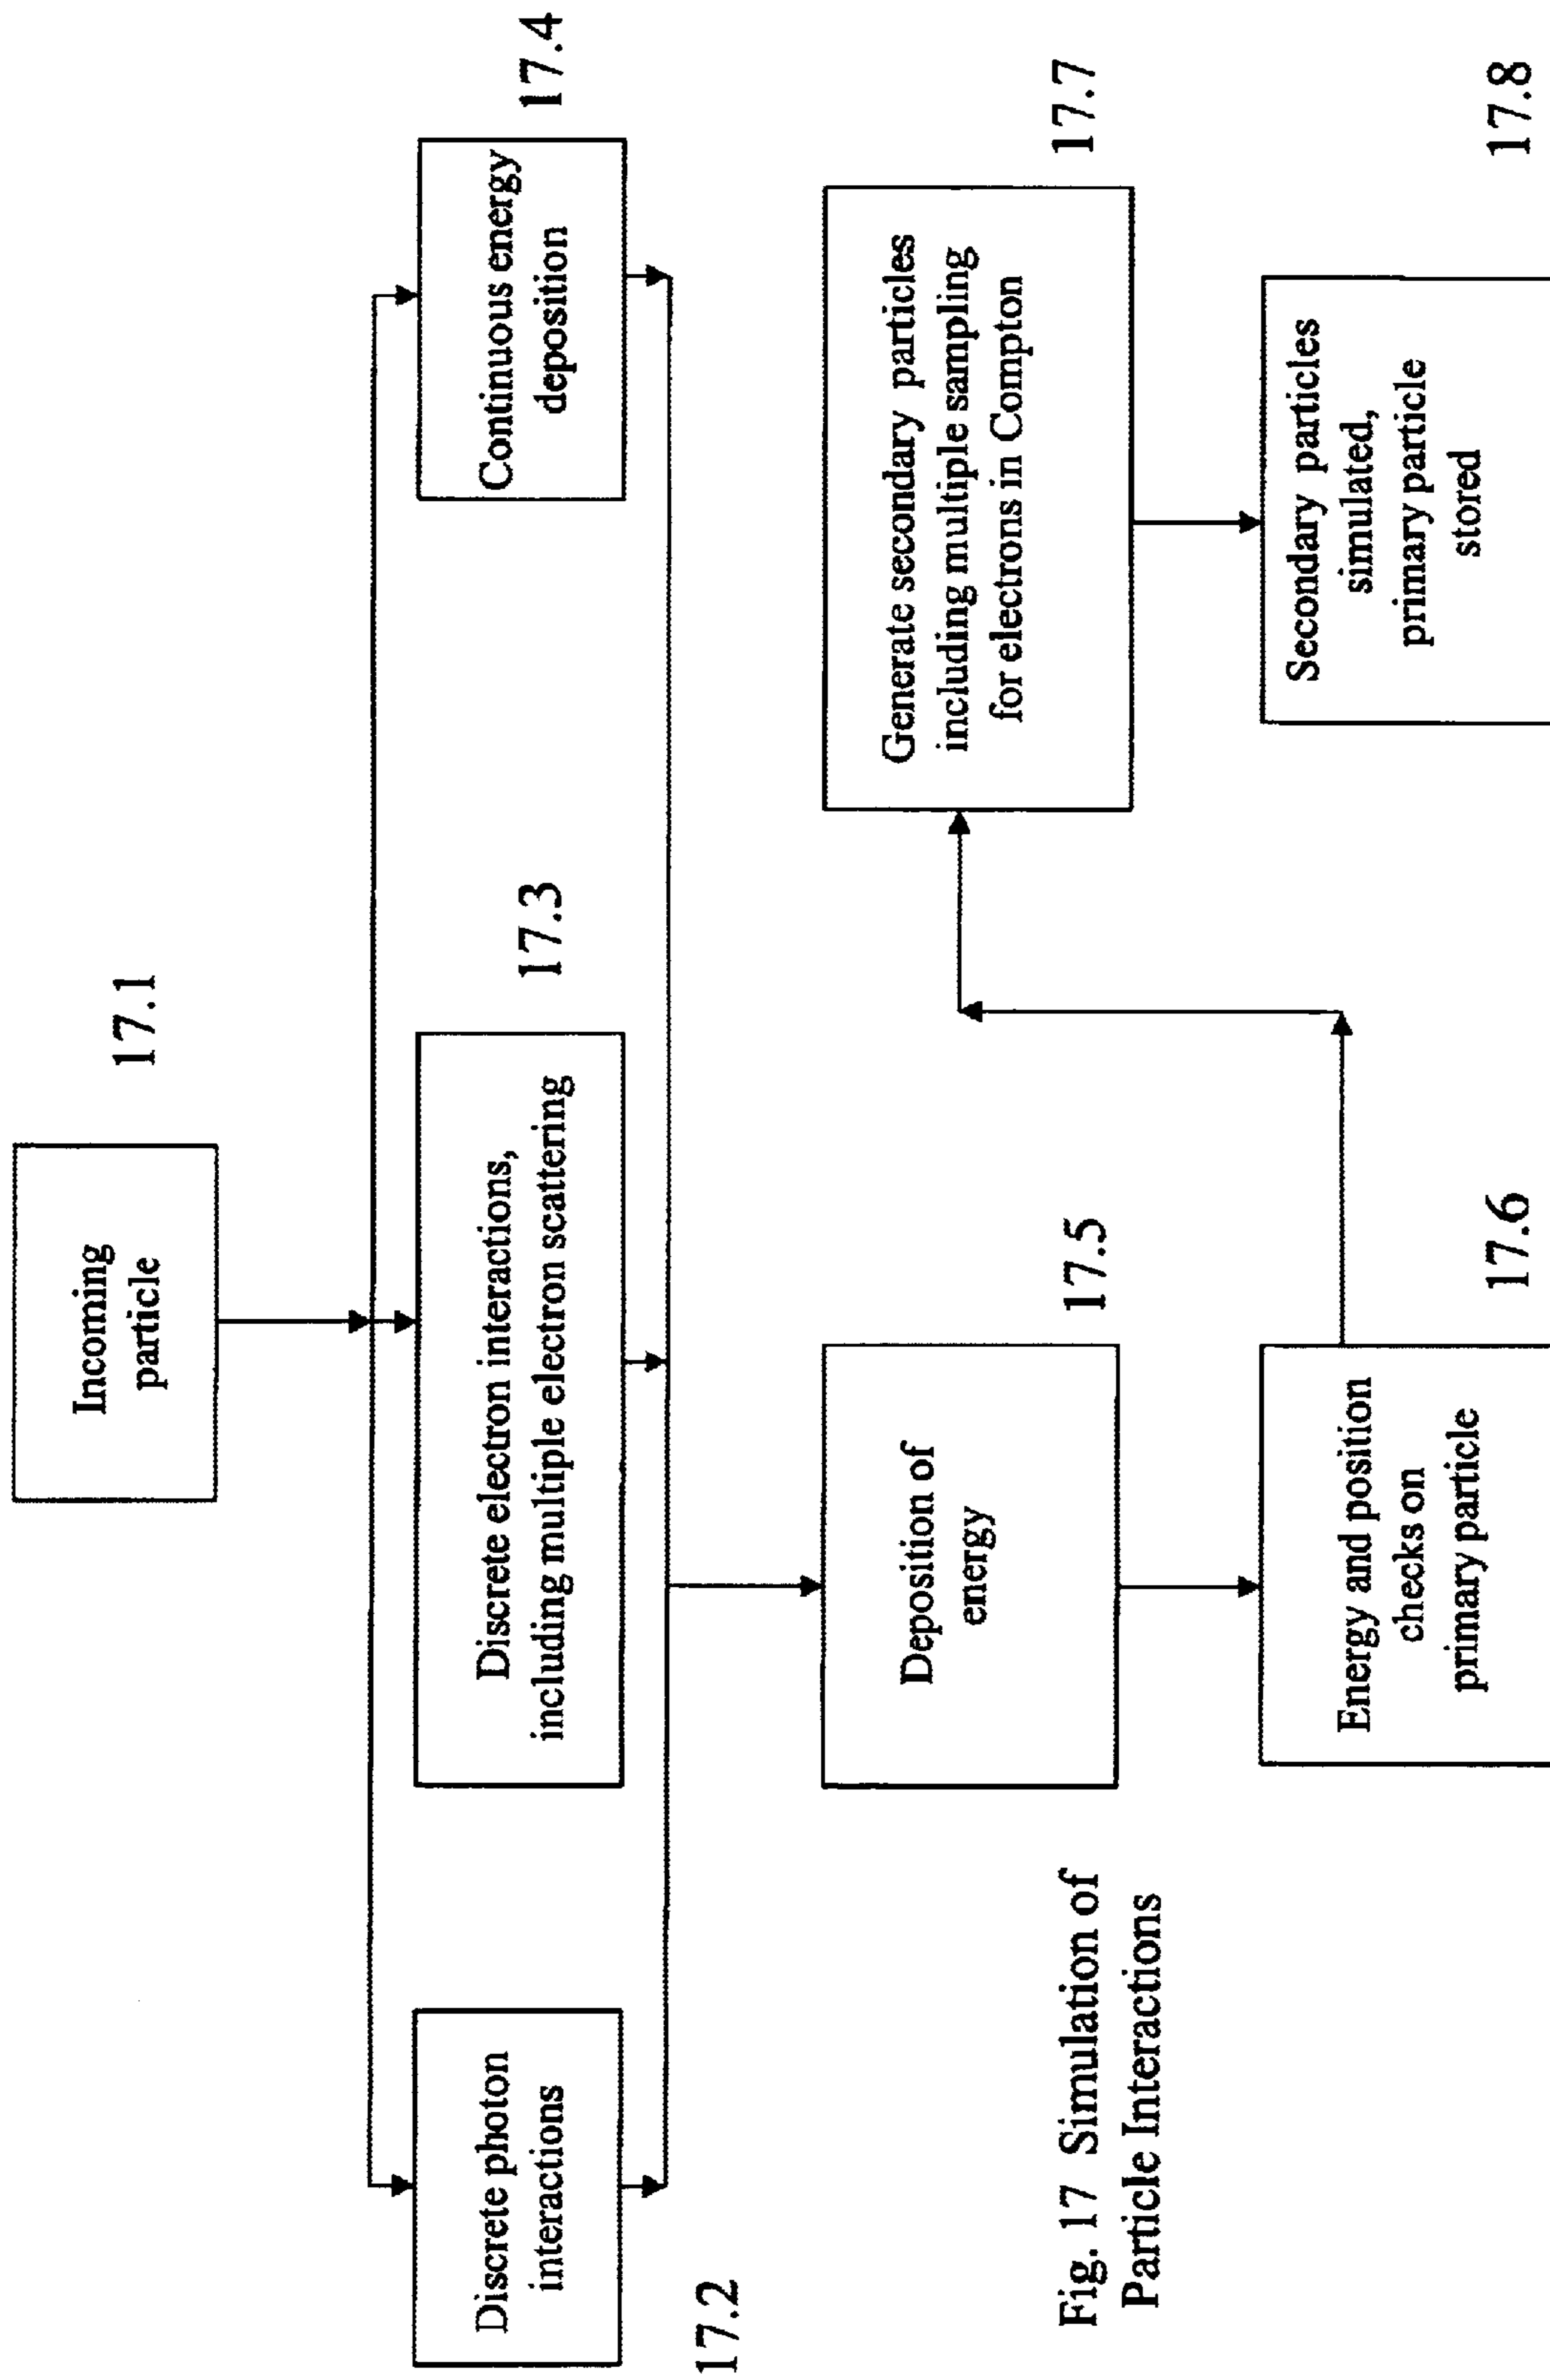 Incoming
particle
17.1
Discrete photon
interactions
17.2
Discrete electron interactions,
including multiple electron scattering
17.3
Continuous energy
deposition
17.4
Deposition of
energy
17.5
Energy and position
checks on
primary particle
17.6
Generate secondary particles
including multiple sampling
for electrons in Compton
17.7
Secondary particles
simulated,
primary particle
stored
17.8
Fig. 17 Simulation of
Particle Interactions